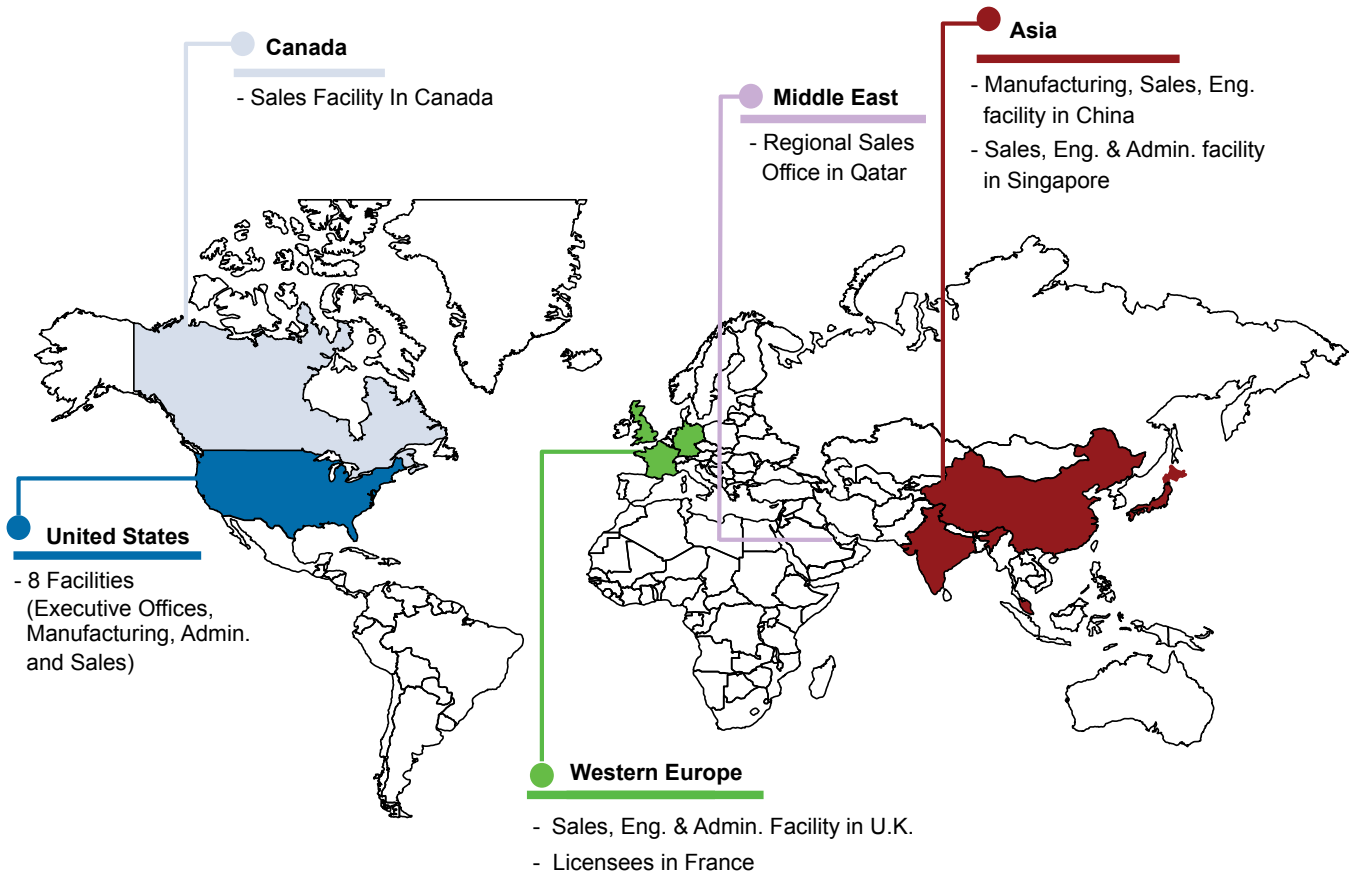 Canada
- Sales Facility In Canada
Middle East
- Regional Sales
Office in Qatar
Asia
- Manufacturing, Sales, Eng.
facility in China
- Sales, Eng. & Admin. facility
in Singapore
United States
- 8 Facilities
(Executive Offices,
Manufacturing, Admin.
and Sales)
Western Europe
- Sales, Eng. & Admin. Facility in U.K.
- Licensees in France